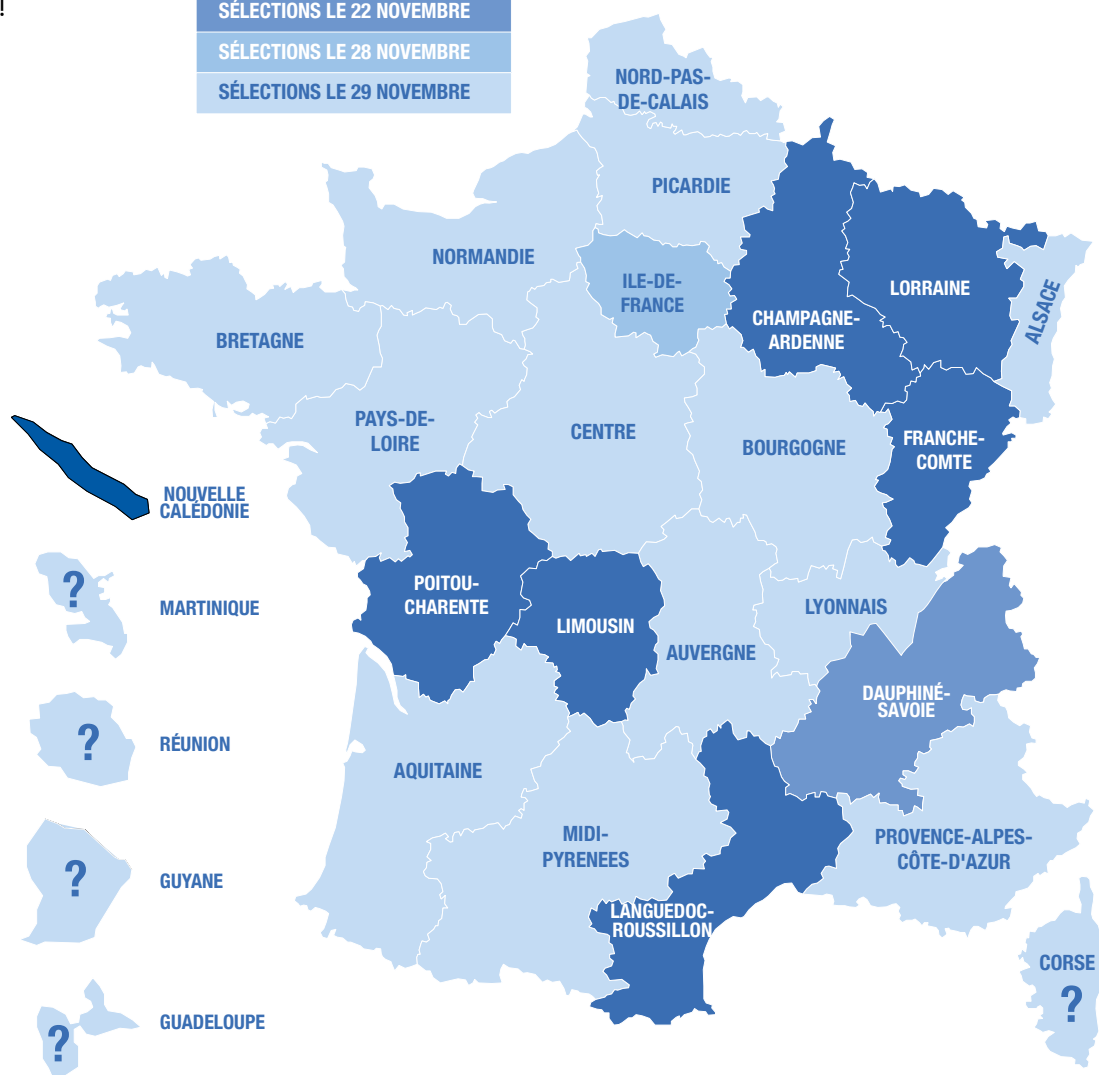 !
SÉLECTIONS LE 22 NOVEMBRE
SÉLECTIONS LE 28 NOVEMBRE
SÉLECTIONS LE 29 NOVEMBRE
NORD-PAS-
DE-CALAIS
PICARDIE
NORMANDIE
ILE-DE-
FRANCE
CHAMPAGNE-
ARDENNE
LORRAINE
ALSACE
BRETAGNE
PAYS-DE-
LOIRE
CENTRE
BOURGOGNE
FRANCHE-
COMTE
NOUVELLE
CALÉDONIE
POITOU-
CHARENTE
LIMOUSIN
AUVERGNE
LYONNAIS
DAUPHINÉ-
SAVOIE
?
MARTINIQUE
?
RÉUNION
AQUITAINE
MIDI-
PYRENEES
PROVENCE-ALPES-
CÔTE-D'AZUR
?
GUYANE
LANGUEDOC-
ROUSSILLON
CORSE
?
?
GUADELOUPE